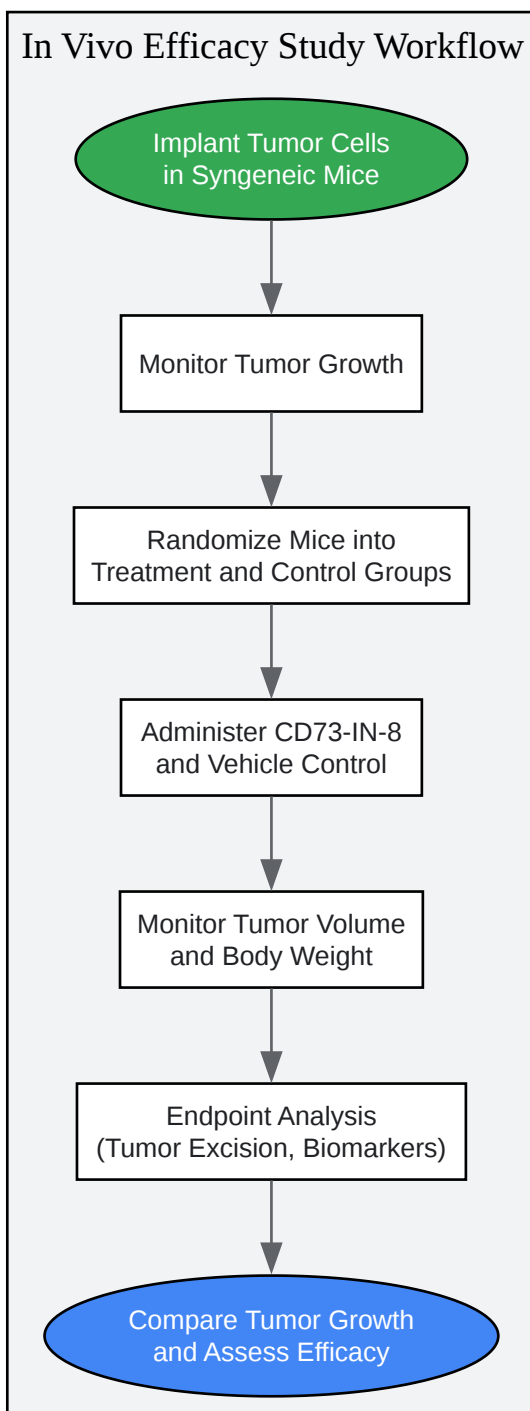 In Vivo Efficacy Study Workflow
Implant Tumor Cells
in Syngeneic Mice
Monitor Tumor Growth
Randomize Mice into
Treatment and Control Groups
Administer CD73-IN-8
and Vehicle Control
Monitor Tumor Volume
and Body Weight
Endpoint Analysis
(Tumor Excision, Biomarkers)
Compare Tumor Growth
and Assess Efficacy